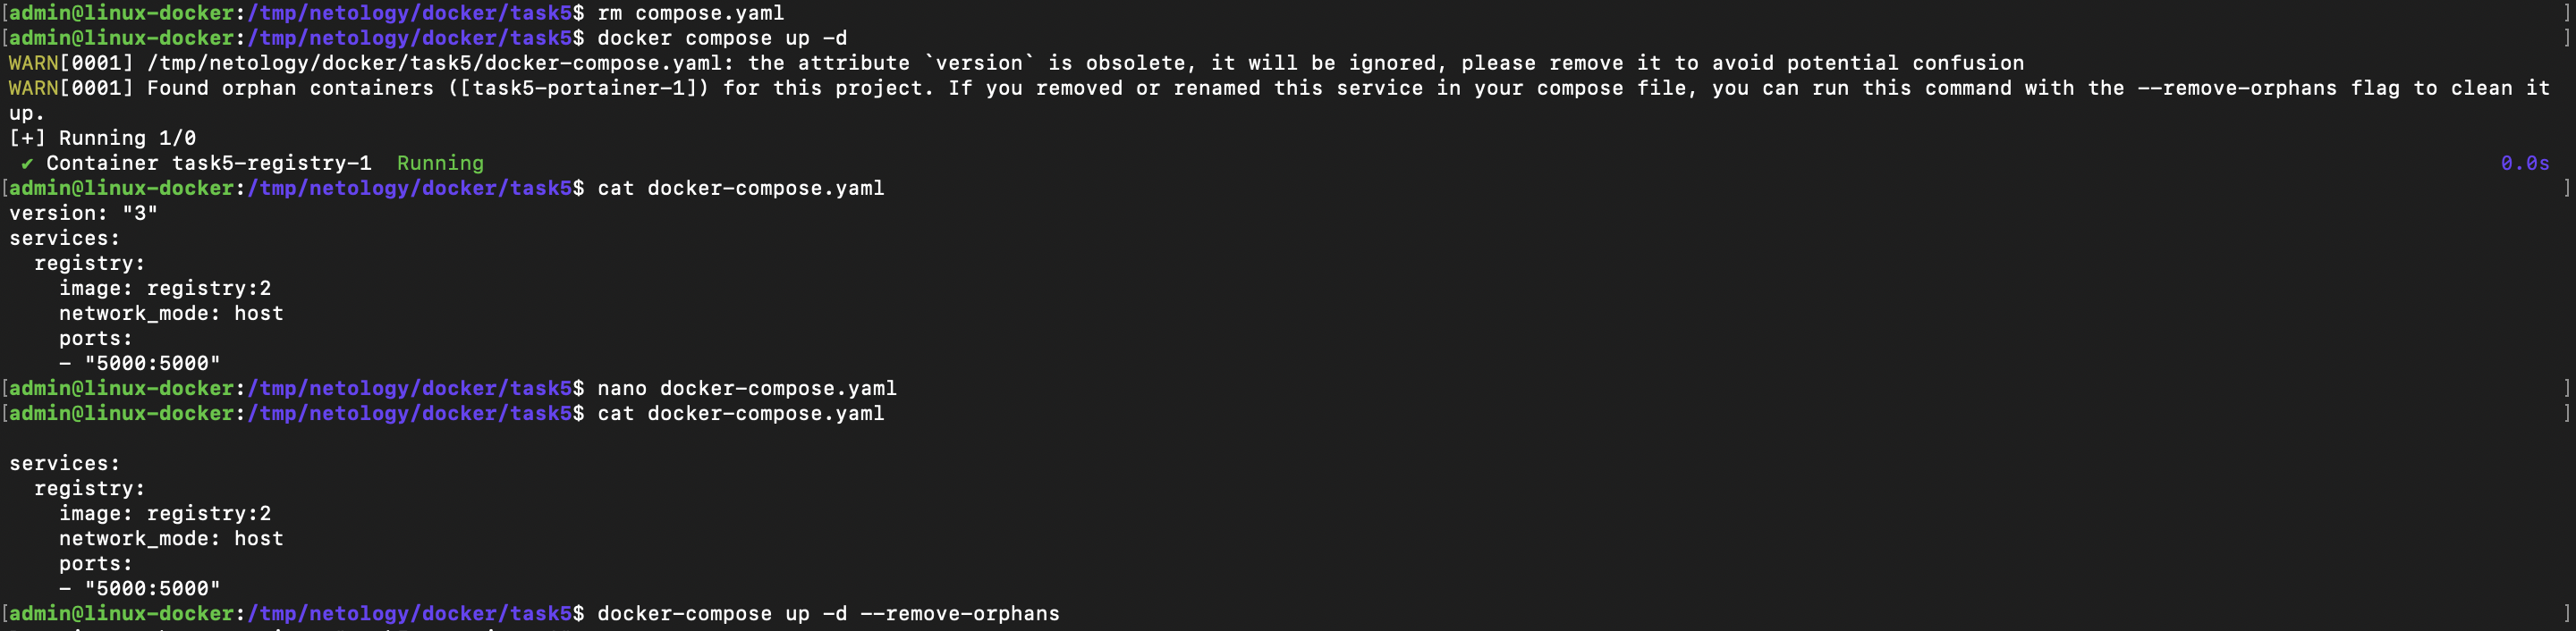 [admin@linux-docker:/tmp/netology/docker/task5$ rm compose.yaml ]
[admin@linux-docker:/tmp/netology/docker/task5$ docker compose up -d ]
WARN[0001] /tmp/netology/docker/task5/docker-compose.yaml: the attribute `version` is obsolete, it will be ignored, please remove it to avoid potential confusion
WARN[0001] Found orphan containers ([task5-portainer-1]) for this project. If you removed or renamed this service in your compose file, you can run this command with the --remove-orphans flag to clean it
up.
[+] Running 1/0
✔ Container task5-registry-1  Running 0.0s
[admin@linux-docker:/tmp/netology/docker/task5$ cat docker-compose.yaml ]
version: "3"
services:
  registry:
    image: registry:2
    network_mode: host
    ports:
    - "5000:5000"
[admin@linux-docker:/tmp/netology/docker/task5$ nano docker-compose.yaml ]
[admin@linux-docker:/tmp/netology/docker/task5$ cat docker-compose.yaml ]
services:
  registry:
    image: registry:2
    network_mode: host
    ports:
    - "5000:5000"
[admin@linux-docker:/tmp/netology/docker/task5$ docker-compose up -d --remove-orphans ]